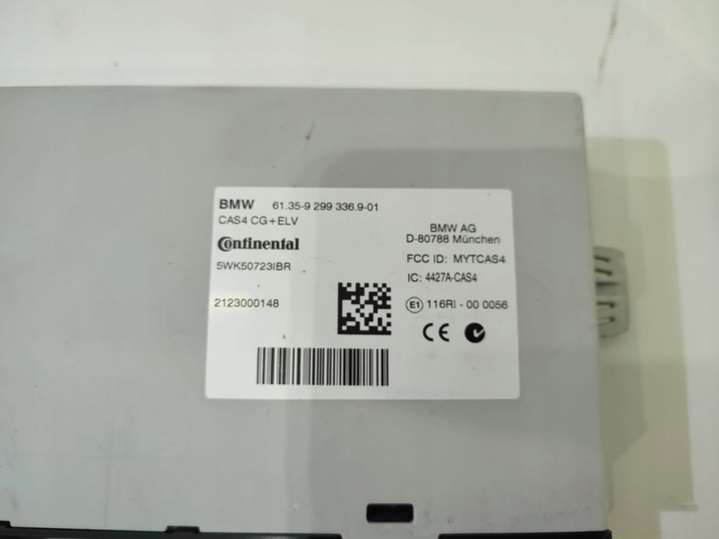 BMW 61.35-9 299 336.9-01
CAS4 CG+ELV
Continental
5WK50723IBR
2123000148
BMW AG
D-80788 München
FCC ID: MYTCAS4
IC: 4427A-CAS4
E1 116RI - 00 0056
CE